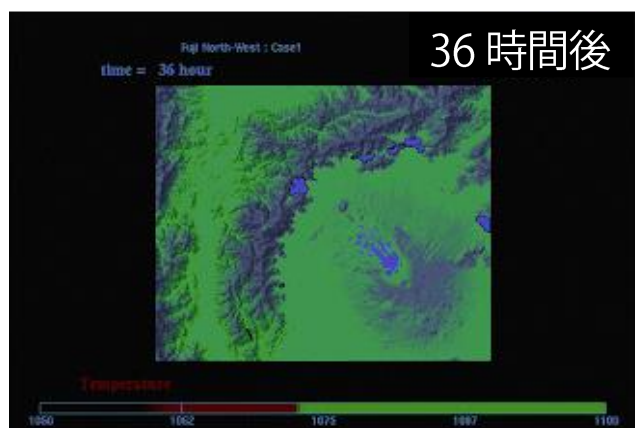 Fuji North-West : Case1
36 時間後
time = 36 hour
Temperature
1050 1062 1075 1087 1100